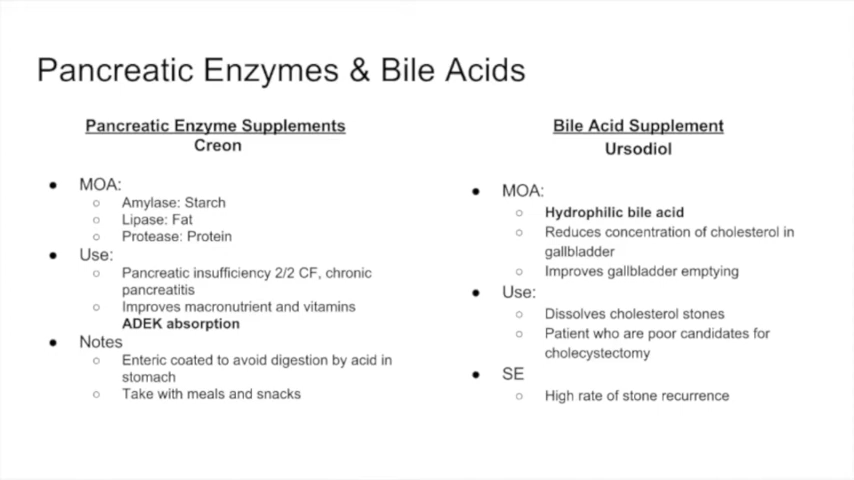 Pancreatic Enzymes & Bile Acids
Pancreatic Enzyme Supplements
Creon
● MOA:
○ Amylase: Starch
○ Lipase: Fat
○ Protease: Protein
● Use:
○ Pancreatic insufficiency 2/2 CF, chronic
pancreatitis
○ Improves macronutrient and vitamins
ADEK absorption
● Notes
○ Enteric coated to avoid digestion by acid in
stomach
○ Take with meals and snacks
Bile Acid Supplement
Ursodiol
● MOA:
○ Hydrophilic bile acid
○ Reduces concentration of cholesterol in
gallbladder
○ Improves gallbladder emptying
● Use:
○ Dissolves cholesterol stones
○ Patient who are poor candidates for
cholecystectomy
● SE
○ High rate of stone recurrence